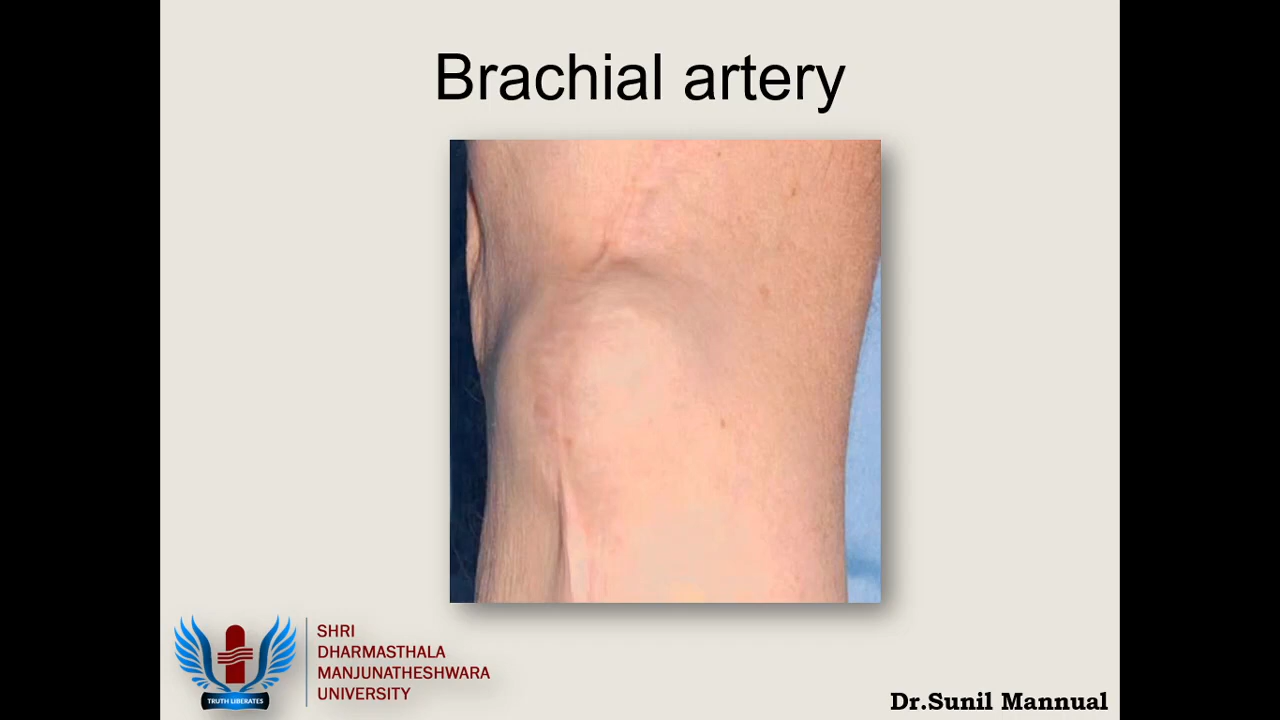 Brachial artery
SHRI
DHARMASTHALA
MANJUNATHESHWARA
UNIVERSITY
TRUTH LIBERATES
Dr.Sunil Mannual